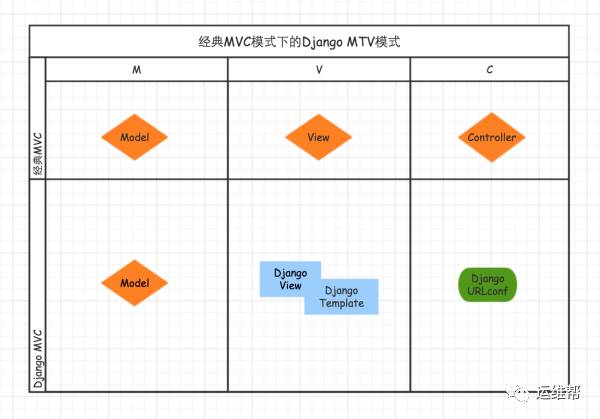 经典MVC模式下的Django MTV模式
M
V
C
经典MVC
Model
View
Controller
Django MVC
Model
Django
View
Django
Template
Django
URLconf
运维帮